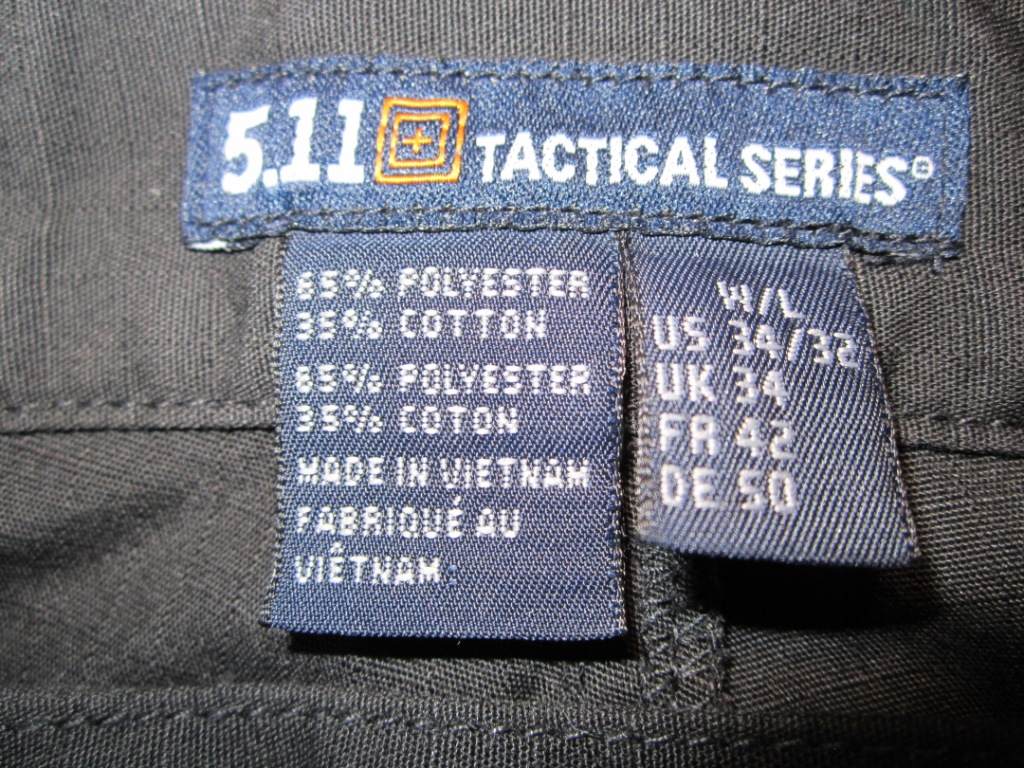 5.11 TACTICAL SERIES
65% POLYESTER
35% COTTON
65% POLYESTER
35% COTON
MADE IN VIETNAM
FABRIQUÉ AU
VIÊTNAM
W/L
US 34/32
UK 34
FR 42
DE 50